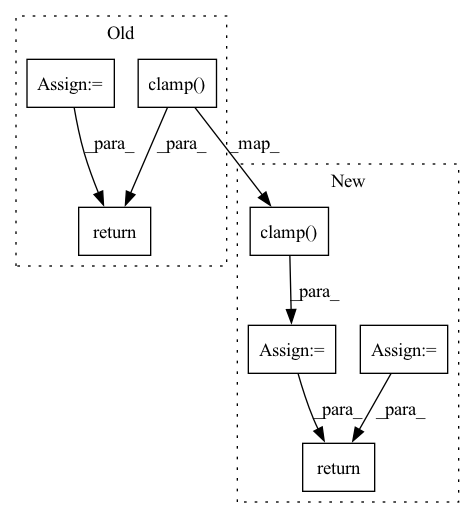 Old
Assign:=
clamp()
_para_
_para_
_map_
return
New
clamp()
_para_
Assign:=
Assign:=
_para_
_para_
return